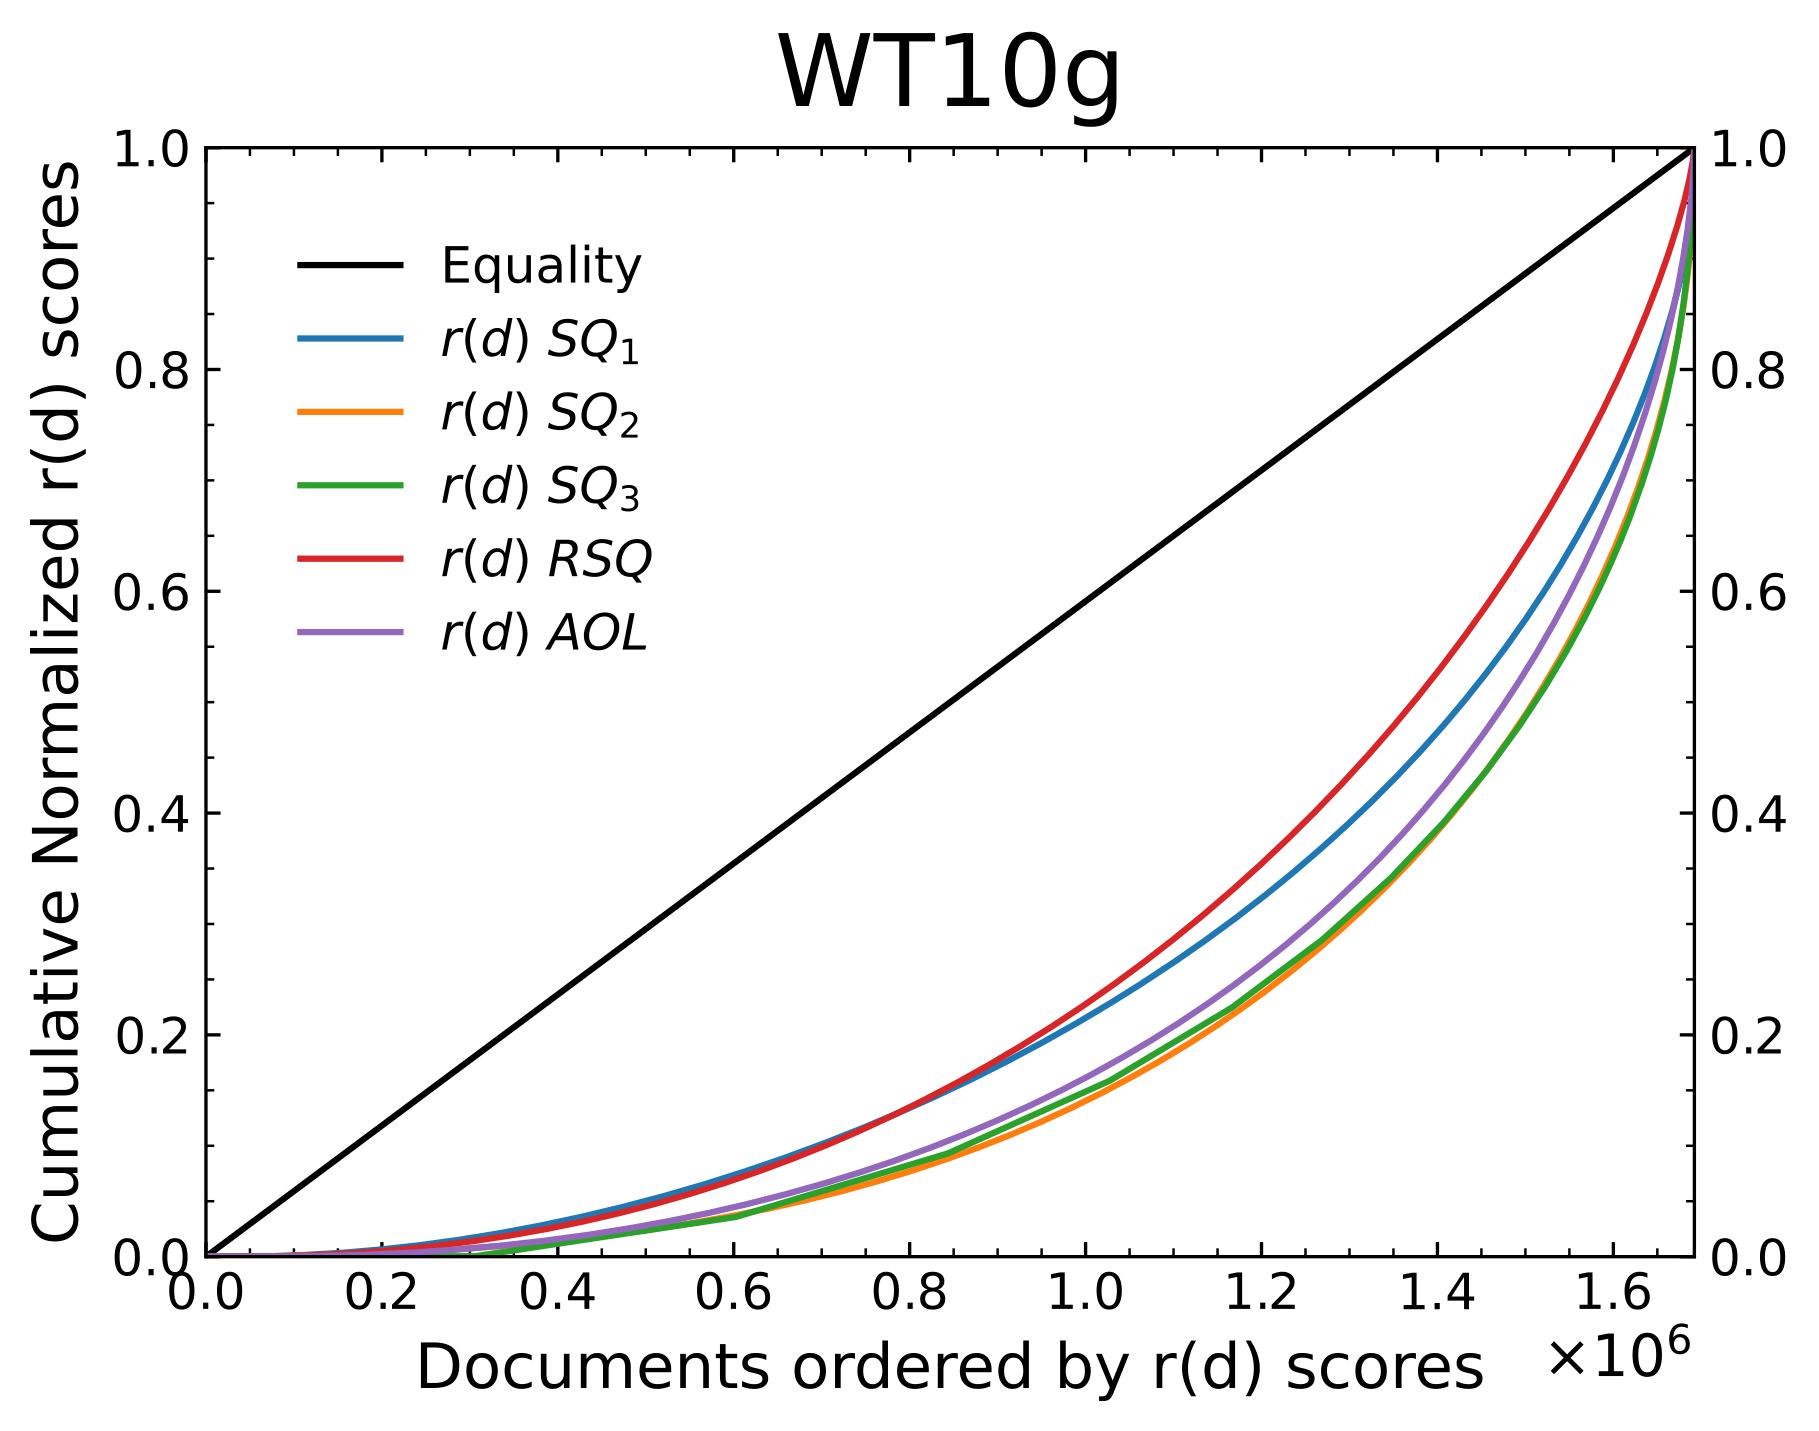 WT10g
Cumulative Normalized r(d) scores
1.0
0.8
0.6
0.4
0.2
0.0
Equality
r(d) SQ₁
r(d) SQ₂
r(d) SQ₃
r(d) RSQ
r(d) AOL
1.0
0.8
0.6
0.4
0.2
0.0
0.0 0.2 0.4 0.6 0.8 1.0 1.2 1.4 1.6
×10⁶
Documents ordered by r(d) scores